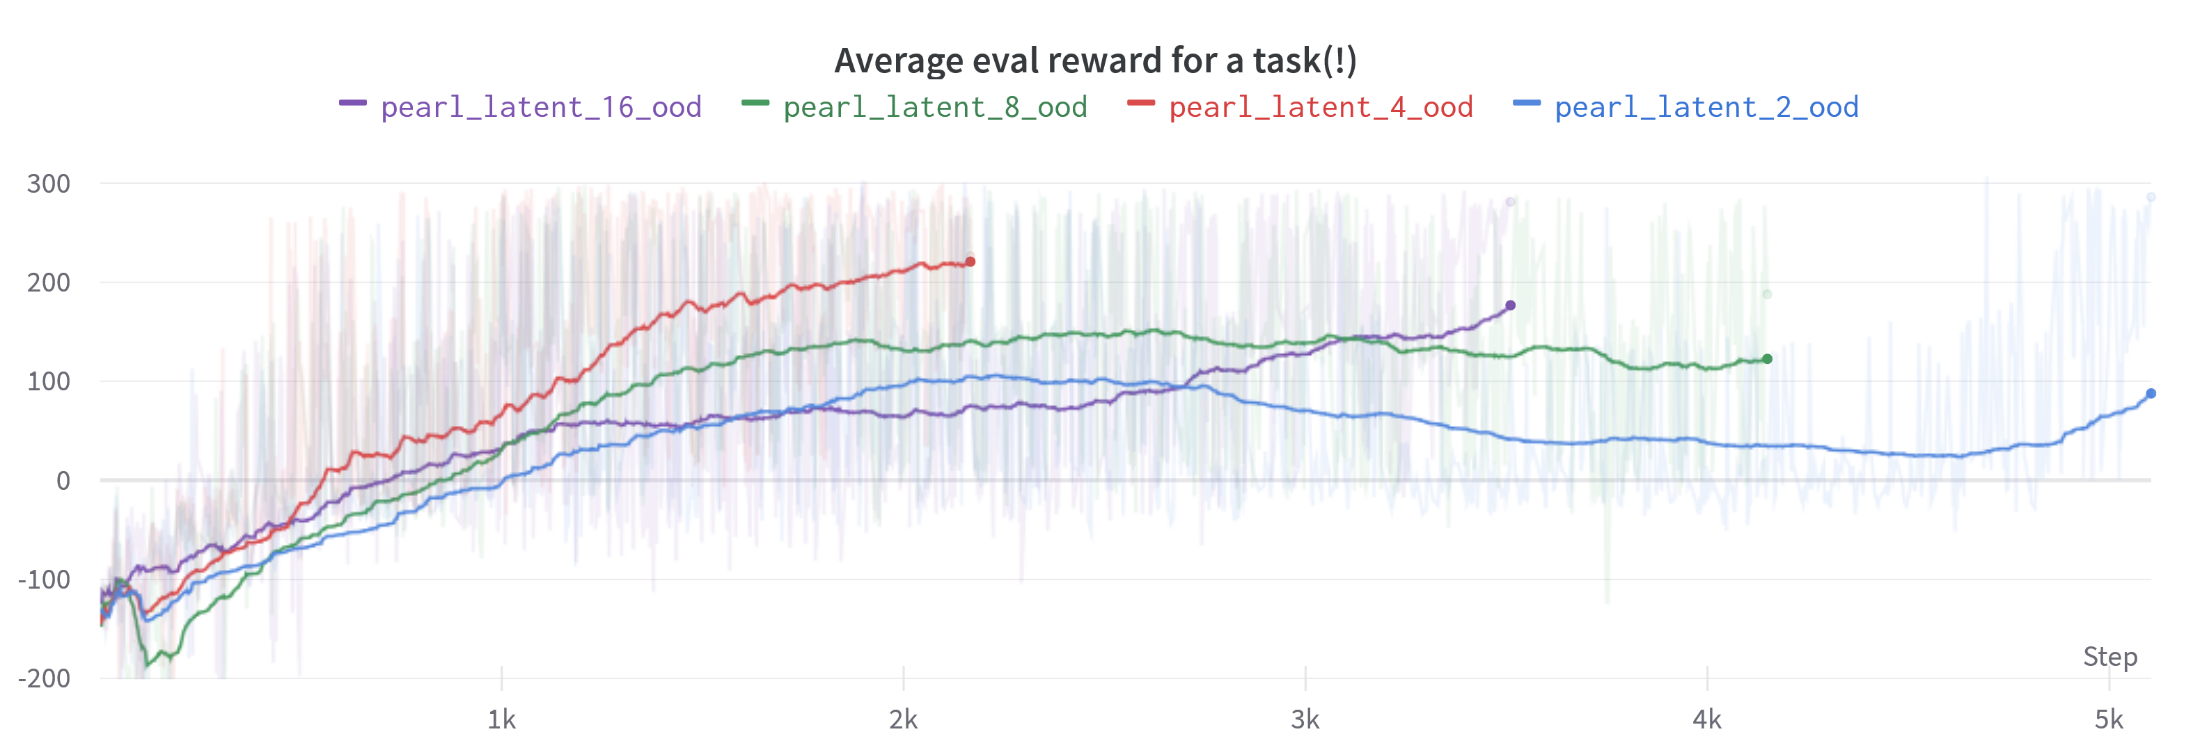 Average eval reward for a task(!)
pearl_latent_16_ood pearl_latent_8_ood pearl_latent_4_ood pearl_latent_2_ood
300
200
100
0
-100
-200
Step
1k 2k 3k 4k 5k